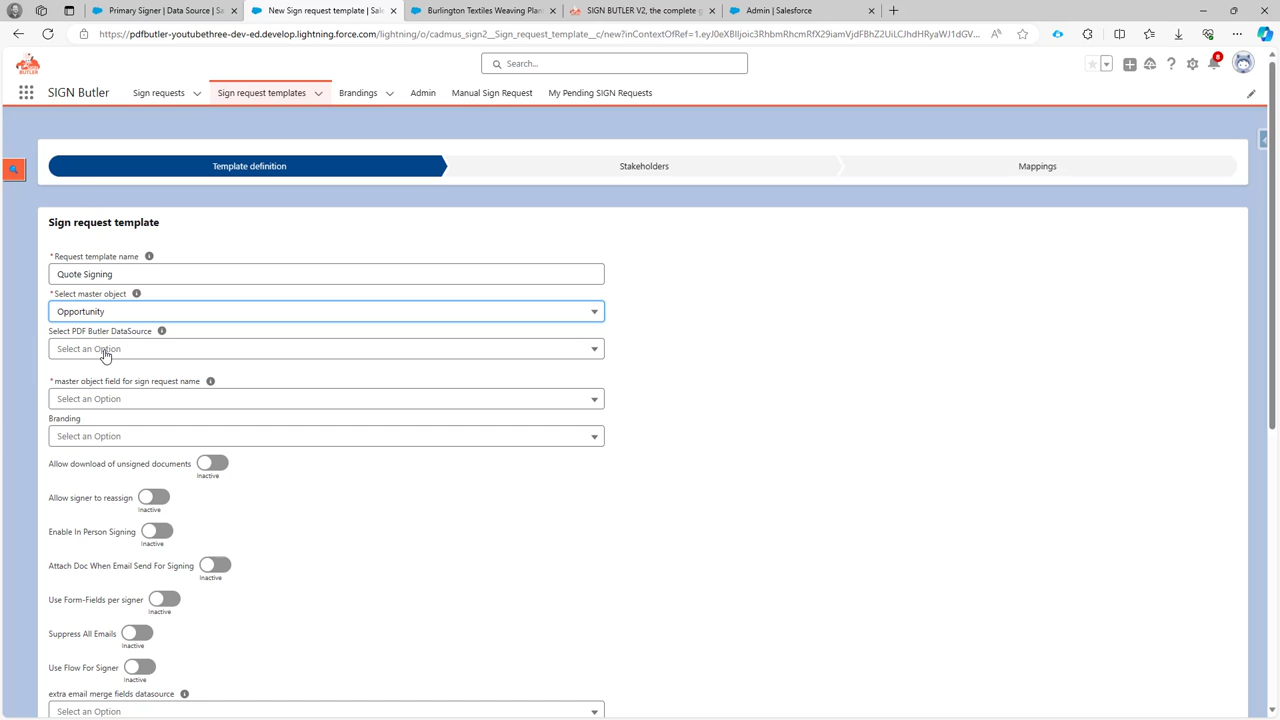 Primary Signer | Data Source | Sa
New Sign request template | Sale
Burlington Textiles Weaving Plan
SIGN BUTLER V2, the complete g
Admin | Salesforce
https://pdfbutler-youtubethree-dev-ed.develop.lightning.force.com/lightning/o/cadmus_sign2__Sign_request_template__c/new?inContextOfRef=
Search...
8
BUTLER
SIGN Butler
Sign requests
Sign request templates
Brandings
Admin
Manual Sign Request
My Pending SIGN Requests
Template definition
Stakeholders
Mappings
Sign request template
* Request template name
Quote Signing
* Select master object
Opportunity
Select PDF Butler DataSource
Select an Option
* master object field for sign request name
Select an Option
Branding
Select an Option
Allow download of unsigned documents
Inactive
Allow signer to reassign
Inactive
Enable In Person Signing
Inactive
Attach Doc When Email Send For Signing
Inactive
Use Form-Fields per signer
Inactive
Suppress All Emails
Inactive
Use Flow For Signer
Inactive
extra email merge fields datasource
Select an Option